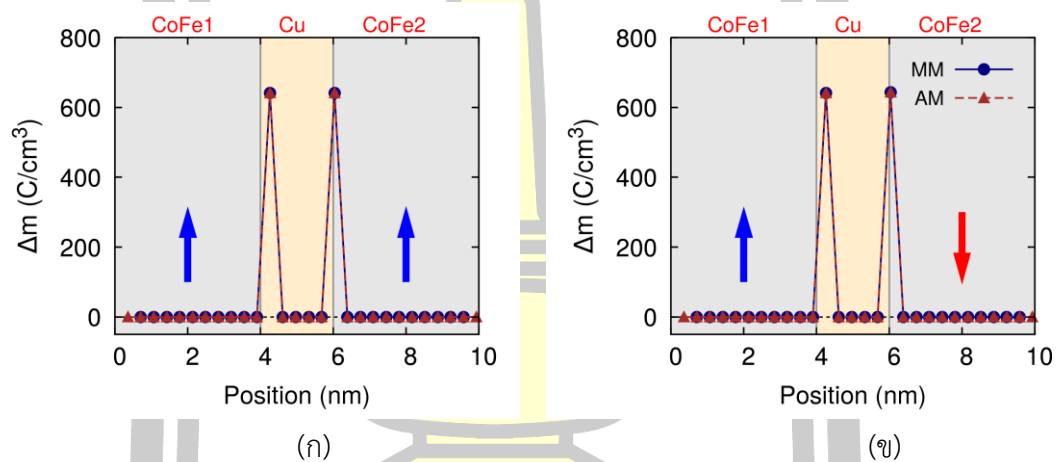 CoFe1 Cu CoFe2
800
600
400
200
0
Δm (C/cm³)
0 2 4 6 8 10
Position (nm)
(ก)
CoFe1 Cu CoFe2
MM
AM
800
600
400
200
0
Δm (C/cm³)
0 2 4 6 8 10
Position (nm)
(ข)